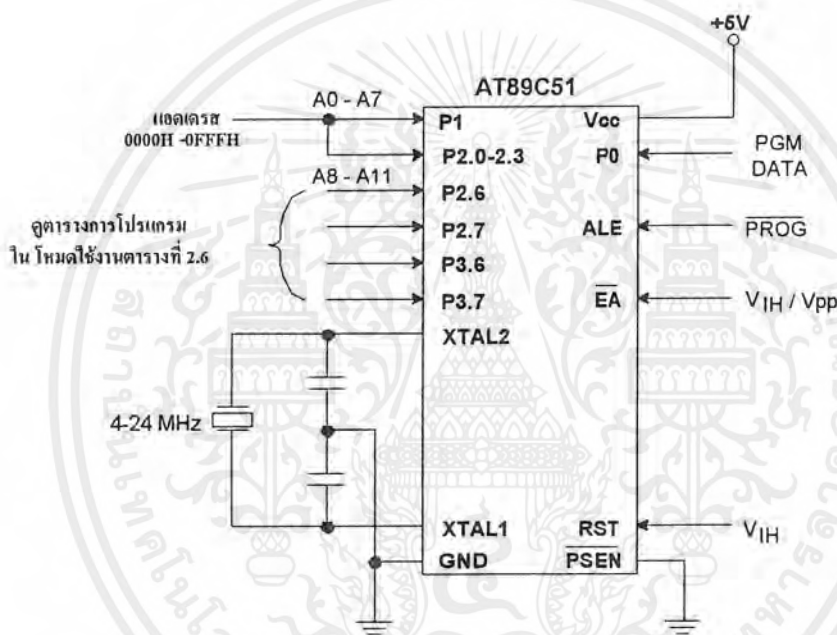 +5V
AT89C51
แอดเดรส
0000H -0FFFH
A0 - A7
P1
Vcc
P2.0-2.3
P0
PGM
DATA
A8 - A11
P2.6
ดูตารางการโปรแกรม
ใน โหมดใช้งานตารางที่ 2.6
P2.7
ALE
PROG
P3.6
P3.7
EA
VIH / Vpp
XTAL2
4-24 MHz
XTAL1
RST
VIH
GND
PSEN